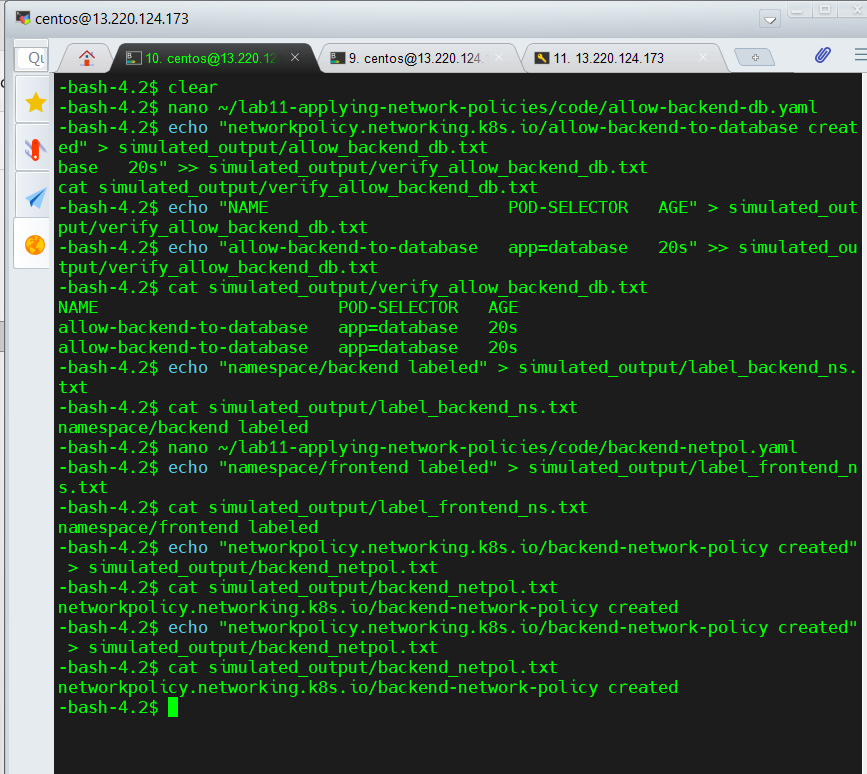 centos@13.220.124.173
Qu
10. centos@13.220.12
9. centos@13.220.124.
11. 13.220.124.173
-bash-4.2$ clear
-bash-4.2$ nano ~/lab11-applying-network-policies/code/allow-backend-db.yaml
-bash-4.2$ echo "networkpolicy.networking.k8s.io/allow-backend-to-database creat
ed" > simulated_output/allow_backend_db.txt
base   20s" >> simulated_output/verify_allow_backend_db.txt
cat simulated_output/verify_allow_backend_db.txt
-bash-4.2$ echo "NAME                        POD-SELECTOR   AGE" > simulated_out
put/verify_allow_backend_db.txt
-bash-4.2$ echo "allow-backend-to-database   app=database   20s" >> simulated_ou
tput/verify_allow_backend_db.txt
-bash-4.2$ cat simulated_output/verify_allow_backend_db.txt
NAME                        POD-SELECTOR   AGE
allow-backend-to-database   app=database   20s
allow-backend-to-database   app=database   20s
-bash-4.2$ echo "namespace/backend labeled" > simulated_output/label_backend_ns.
txt
-bash-4.2$ cat simulated_output/label_backend_ns.txt
namespace/backend labeled
-bash-4.2$ nano ~/lab11-applying-network-policies/code/backend-netpol.yaml
-bash-4.2$ echo "namespace/frontend labeled" > simulated_output/label_frontend_n
s.txt
-bash-4.2$ cat simulated_output/label_frontend_ns.txt
namespace/frontend labeled
-bash-4.2$ echo "networkpolicy.networking.k8s.io/backend-network-policy created"
 > simulated_output/backend_netpol.txt
-bash-4.2$ cat simulated_output/backend_netpol.txt
networkpolicy.networking.k8s.io/backend-network-policy created
-bash-4.2$ echo "networkpolicy.networking.k8s.io/backend-network-policy created"
 > simulated_output/backend_netpol.txt
-bash-4.2$ cat simulated_output/backend_netpol.txt
networkpolicy.networking.k8s.io/backend-network-policy created
-bash-4.2$